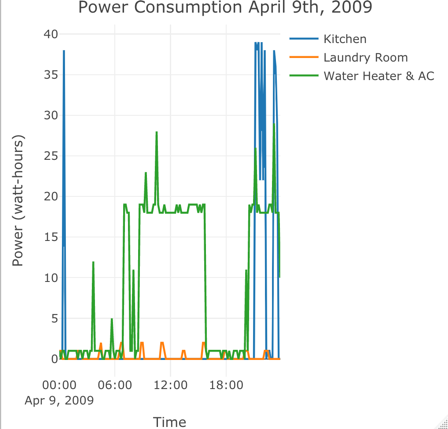 Power Consumption April 9th, 2009
Kitchen
Laundry Room
Water Heater & AC
Power (watt-hours)
40
35
30
25
20
15
10
5
0
00:00 06:00 12:00 18:00
Apr 9, 2009
Time